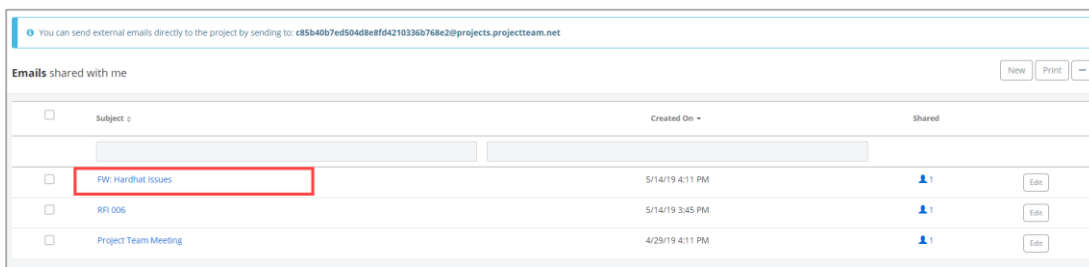 You can send external emails directly to the project by sending to: c85b40b7ed504d8e8fd4210336b768e2@projects.projectteam.net
Emails shared with me
New Print ...
Subject Created On Shared
FW: Hardhat Issues 5/14/19 4:11 PM 1 Edit
RFI 006 5/14/19 3:45 PM 1 Edit
Project Team Meeting 4/29/19 4:11 PM 1 Edit